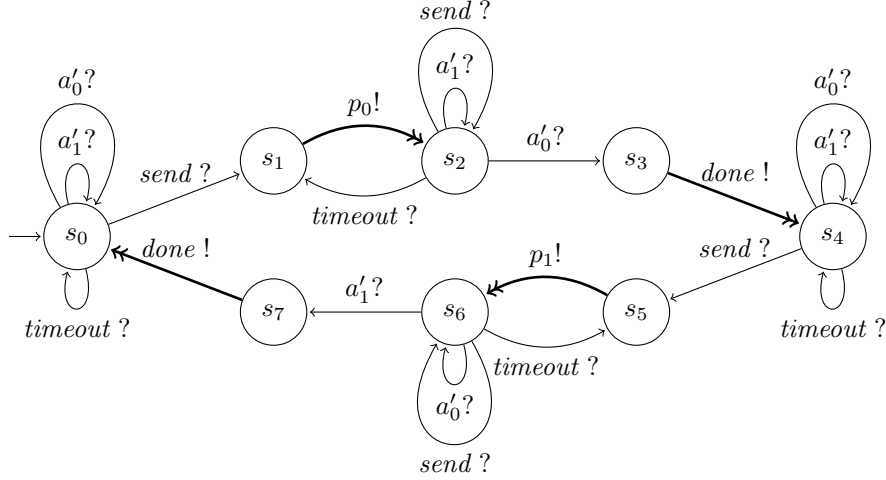 send ?
a′₀?
a′₁?
a′₀?
a′₁?
p₀!
a′₁?
s₁
s₂
a′₀?
s₃
send ?
done !
timeout ?
s₀
done !
s₄
send ?
p₁!
timeout ?
s₇
a′₁?
s₆
s₅
timeout ?
timeout ?
a′₀?
send ?